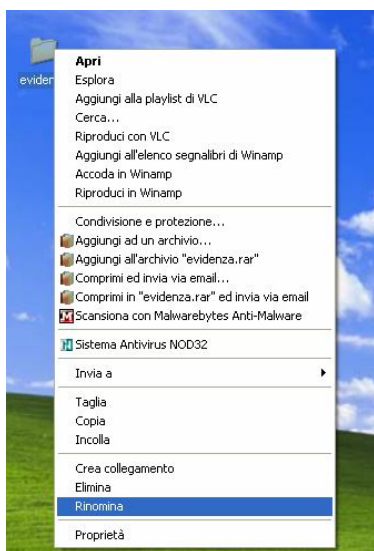 eviden
Apri
Esplora
Aggiungi alla playlist di VLC
Cerca...
Riproduci con VLC
Aggiungi all'elenco segnalibri di Winamp
Accoda in Winamp
Riproduci in Winamp
Condivisione e protezione...
Aggiungi ad un archivio...
Aggiungi all'archivio "evidenza.rar"
Comprimi ed invia via email...
Comprimi in "evidenza.rar" ed invia via email
Scansiona con Malwarebytes Anti-Malware
Sistema Antivirus NOD32
Invia a
Taglia
Copia
Incolla
Crea collegamento
Elimina
Rinomina
Proprietà